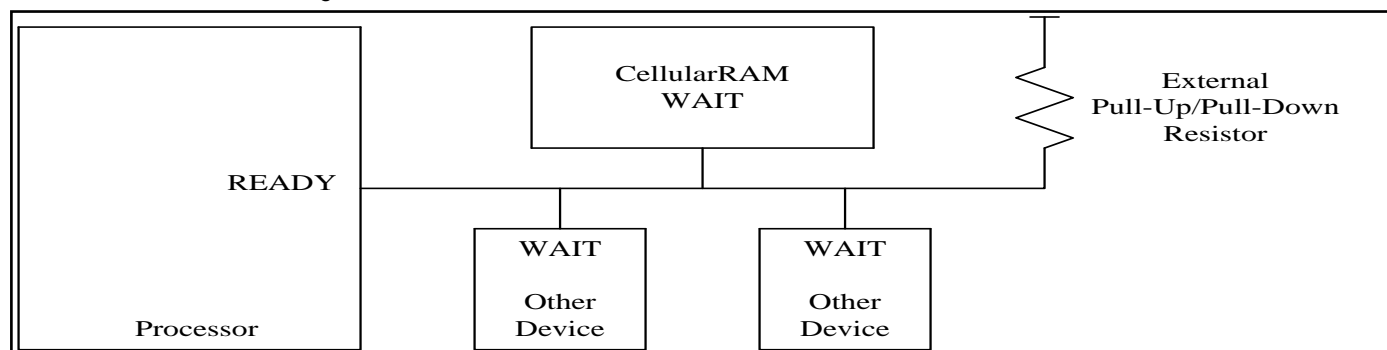 CellularRAM
WAIT
External
Pull-Up/Pull-Down
Resistor
READY
WAIT
Other
Device
WAIT
Other
Device
Processor